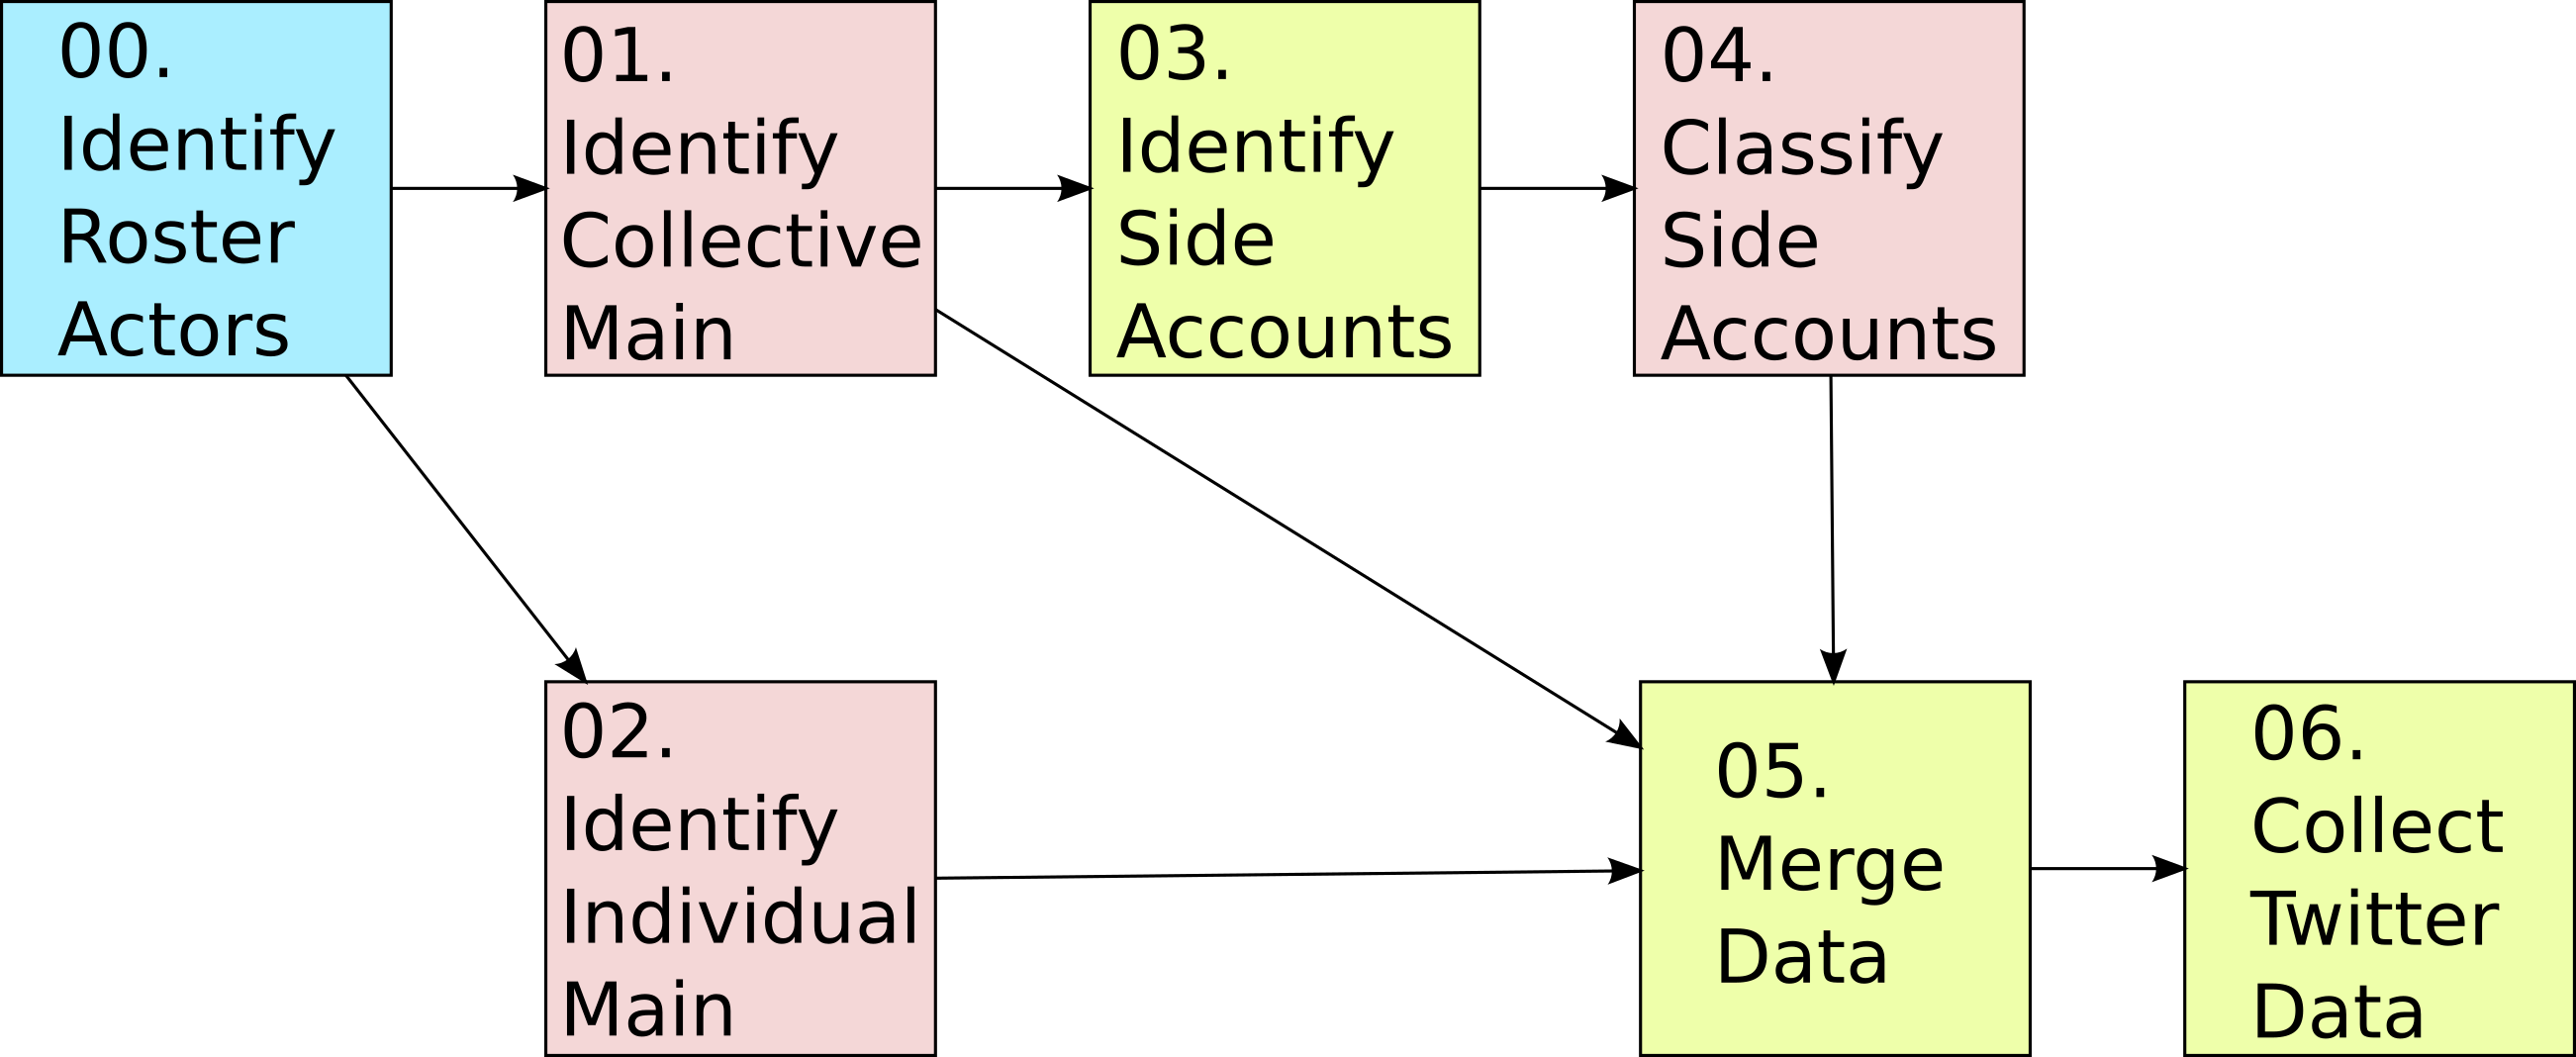 00.
Identify
Roster
Actors
01.
Identify
Collective
Main
03.
Identify
Side
Accounts
04.
Classify
Side
Accounts
02.
Identify
Individual
Main
05.
Merge
Data
06.
Collect
Twitter
Data